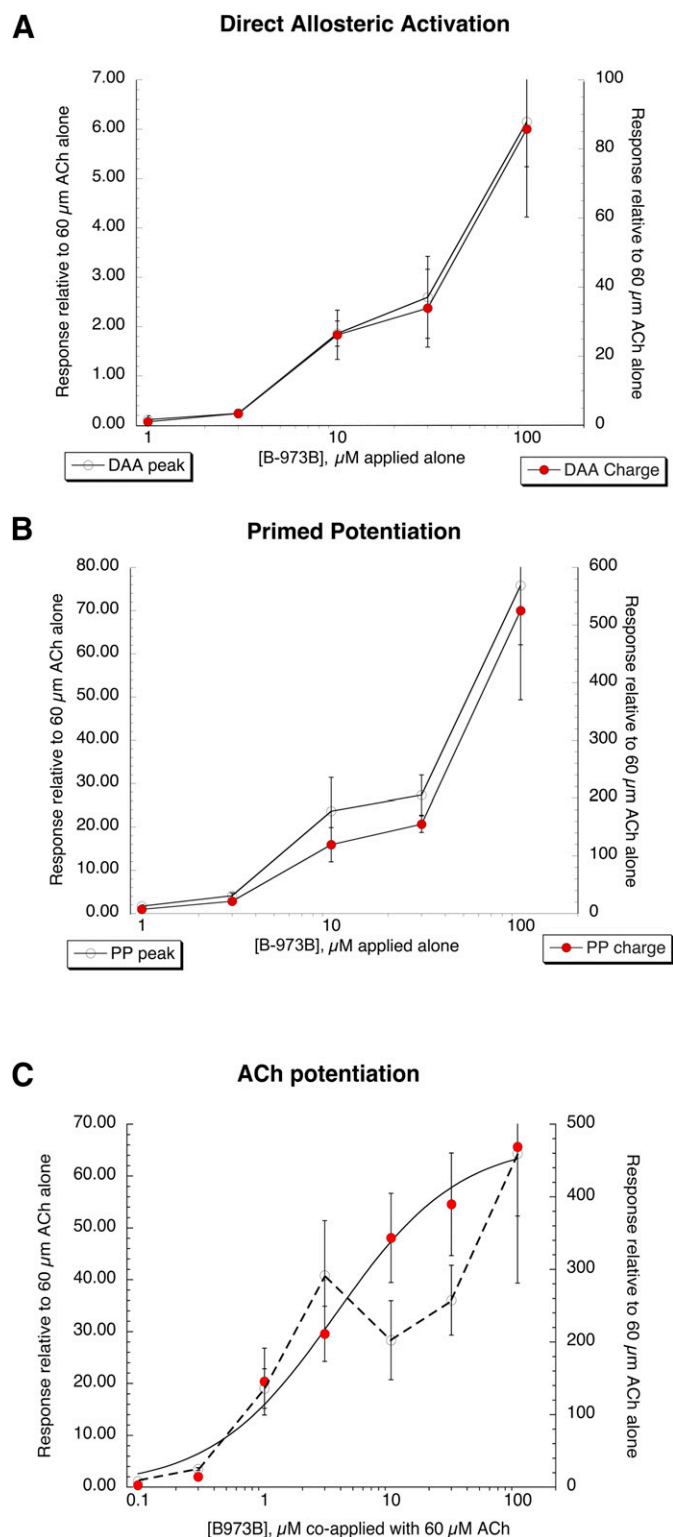 A
Direct Allosteric Activation
Response relative to 60 μm ACh alone
7.00
6.00
5.00
4.00
3.00
2.00
1.00
0.00
100
80
60
40
20
0
Response relative to 60 μm ACh alone
1
10
100
[B-973B], μM applied alone
DAA peak
DAA Charge
B
Primed Potentiation
Response relative to 60 μm ACh alone
80.00
70.00
60.00
50.00
40.00
30.00
20.00
10.00
0.00
600
500
400
300
200
100
0
Response relative to 60 μm ACh alone
1
10
100
[B-973B], μM applied alone
PP peak
PP charge
C
ACh potentiation
Response relative to 60 μm ACh alone
70.00
60.00
50.00
40.00
30.00
20.00
10.00
0.00
500
400
300
200
100
0
Response relative to 60 μm ACh alone
0.1
1
10
100
[B973B], μM co-applied with 60 μM ACh